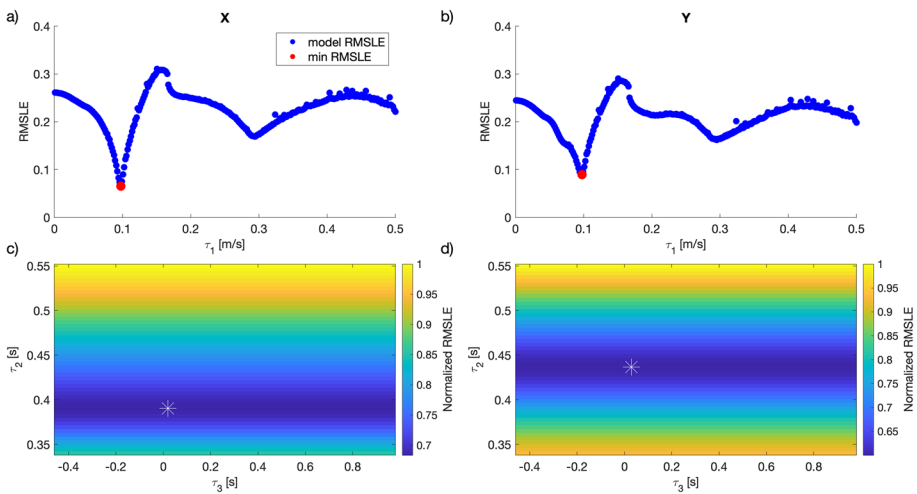 a)
X
0.4
0.3
0.2
0.1
0
RMSLE
model RMSLE
min RMSLE
0 0.1 0.2 0.3 0.4 0.5
τ1 [m/s]
b)
Y
0.4
0.3
0.2
0.1
0
RMSLE
0 0.1 0.2 0.3 0.4 0.5
τ1 [m/s]
c)
0.55
0.5
0.45
0.4
0.35
τ2 [s]
-0.4 -0.2 0 0.2 0.4 0.6 0.8
τ3 [s]
1
0.95
0.9
0.85
0.8
0.75
0.7
Normalized RMSLE
d)
0.55
0.5
0.45
0.4
0.35
τ2 [s]
-0.4 -0.2 0 0.2 0.4 0.6 0.8
τ3 [s]
1
0.95
0.9
0.85
0.8
0.75
0.7
0.65
Normalized RMSLE